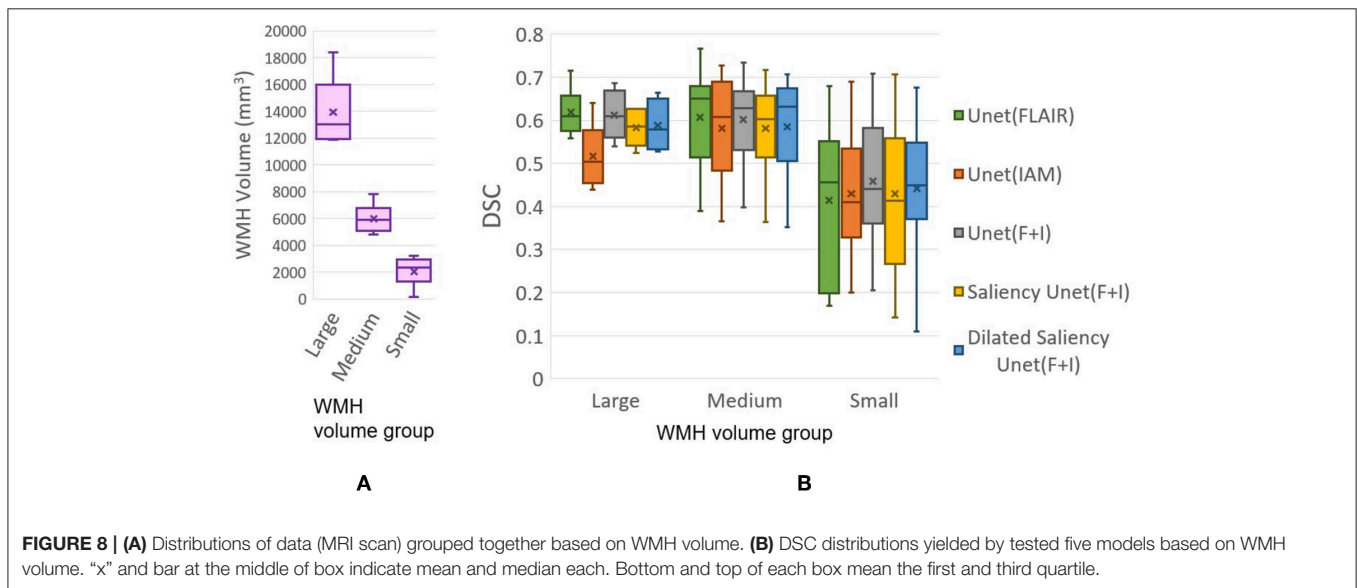 20000
18000
16000
14000
12000
10000
8000
6000
4000
2000
0
WMH Volume (mm³)
Large
Medium
Small
WMH
volume group
A
0.8
0.7
0.6
0.5
0.4
0.3
0.2
0.1
0
DSC
Large Medium Small
WMH volume group
B
Unet(FLAIR)
Unet(IAM)
Unet(F+I)
Saliency Unet(F+I)
Dilated Saliency
Unet(F+I)
FIGURE 8 | (A) Distributions of data (MRI scan) grouped together based on WMH volume. (B) DSC distributions yielded by tested five models based on WMH
volume. “x” and bar at the middle of box indicate mean and median each. Bottom and top of each box mean the first and third quartile.